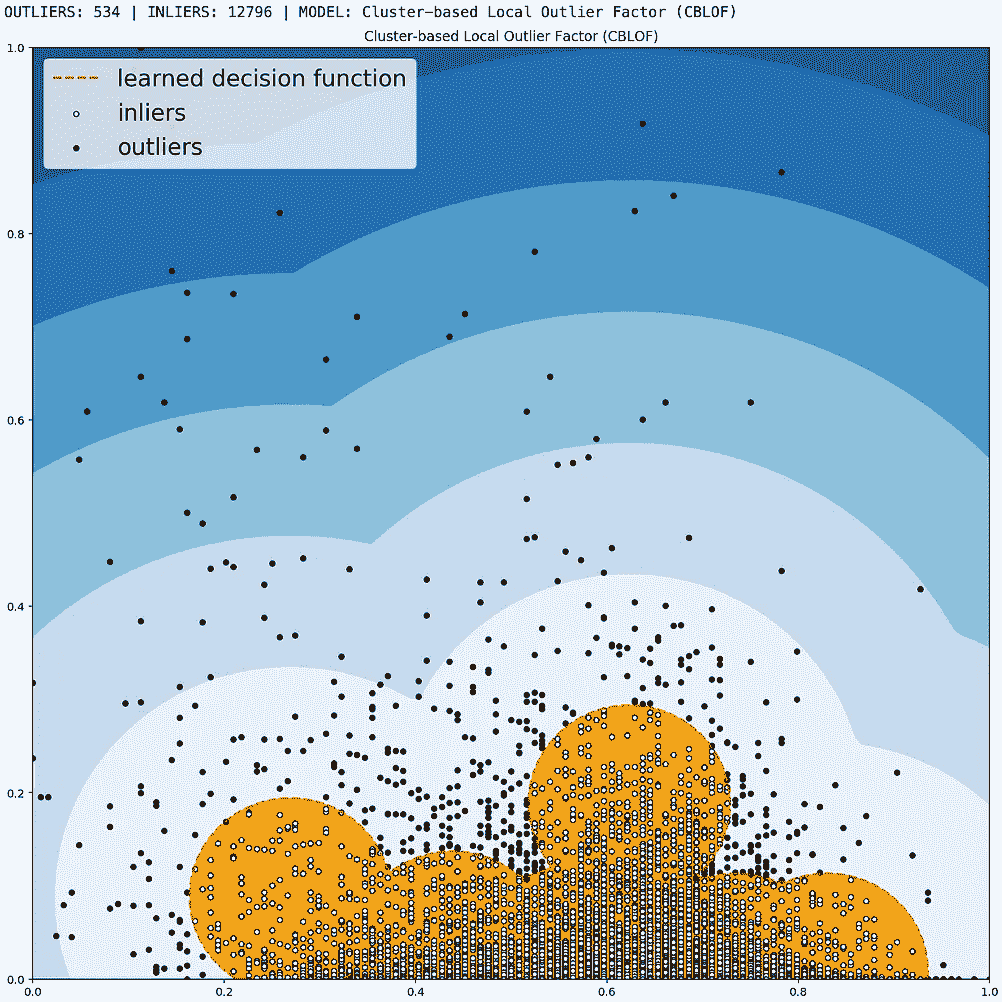 OUTLIERS: 534 | INLIERS: 12796 | MODEL: Cluster-based Local Outlier Factor (CBLOF)
Cluster-based Local Outlier Factor (CBLOF)
learned decision function
inliers
outliers
1.0
0.8
0.6
0.4
0.2
0.0
0.0 0.2 0.4 0.6 0.8 1.0